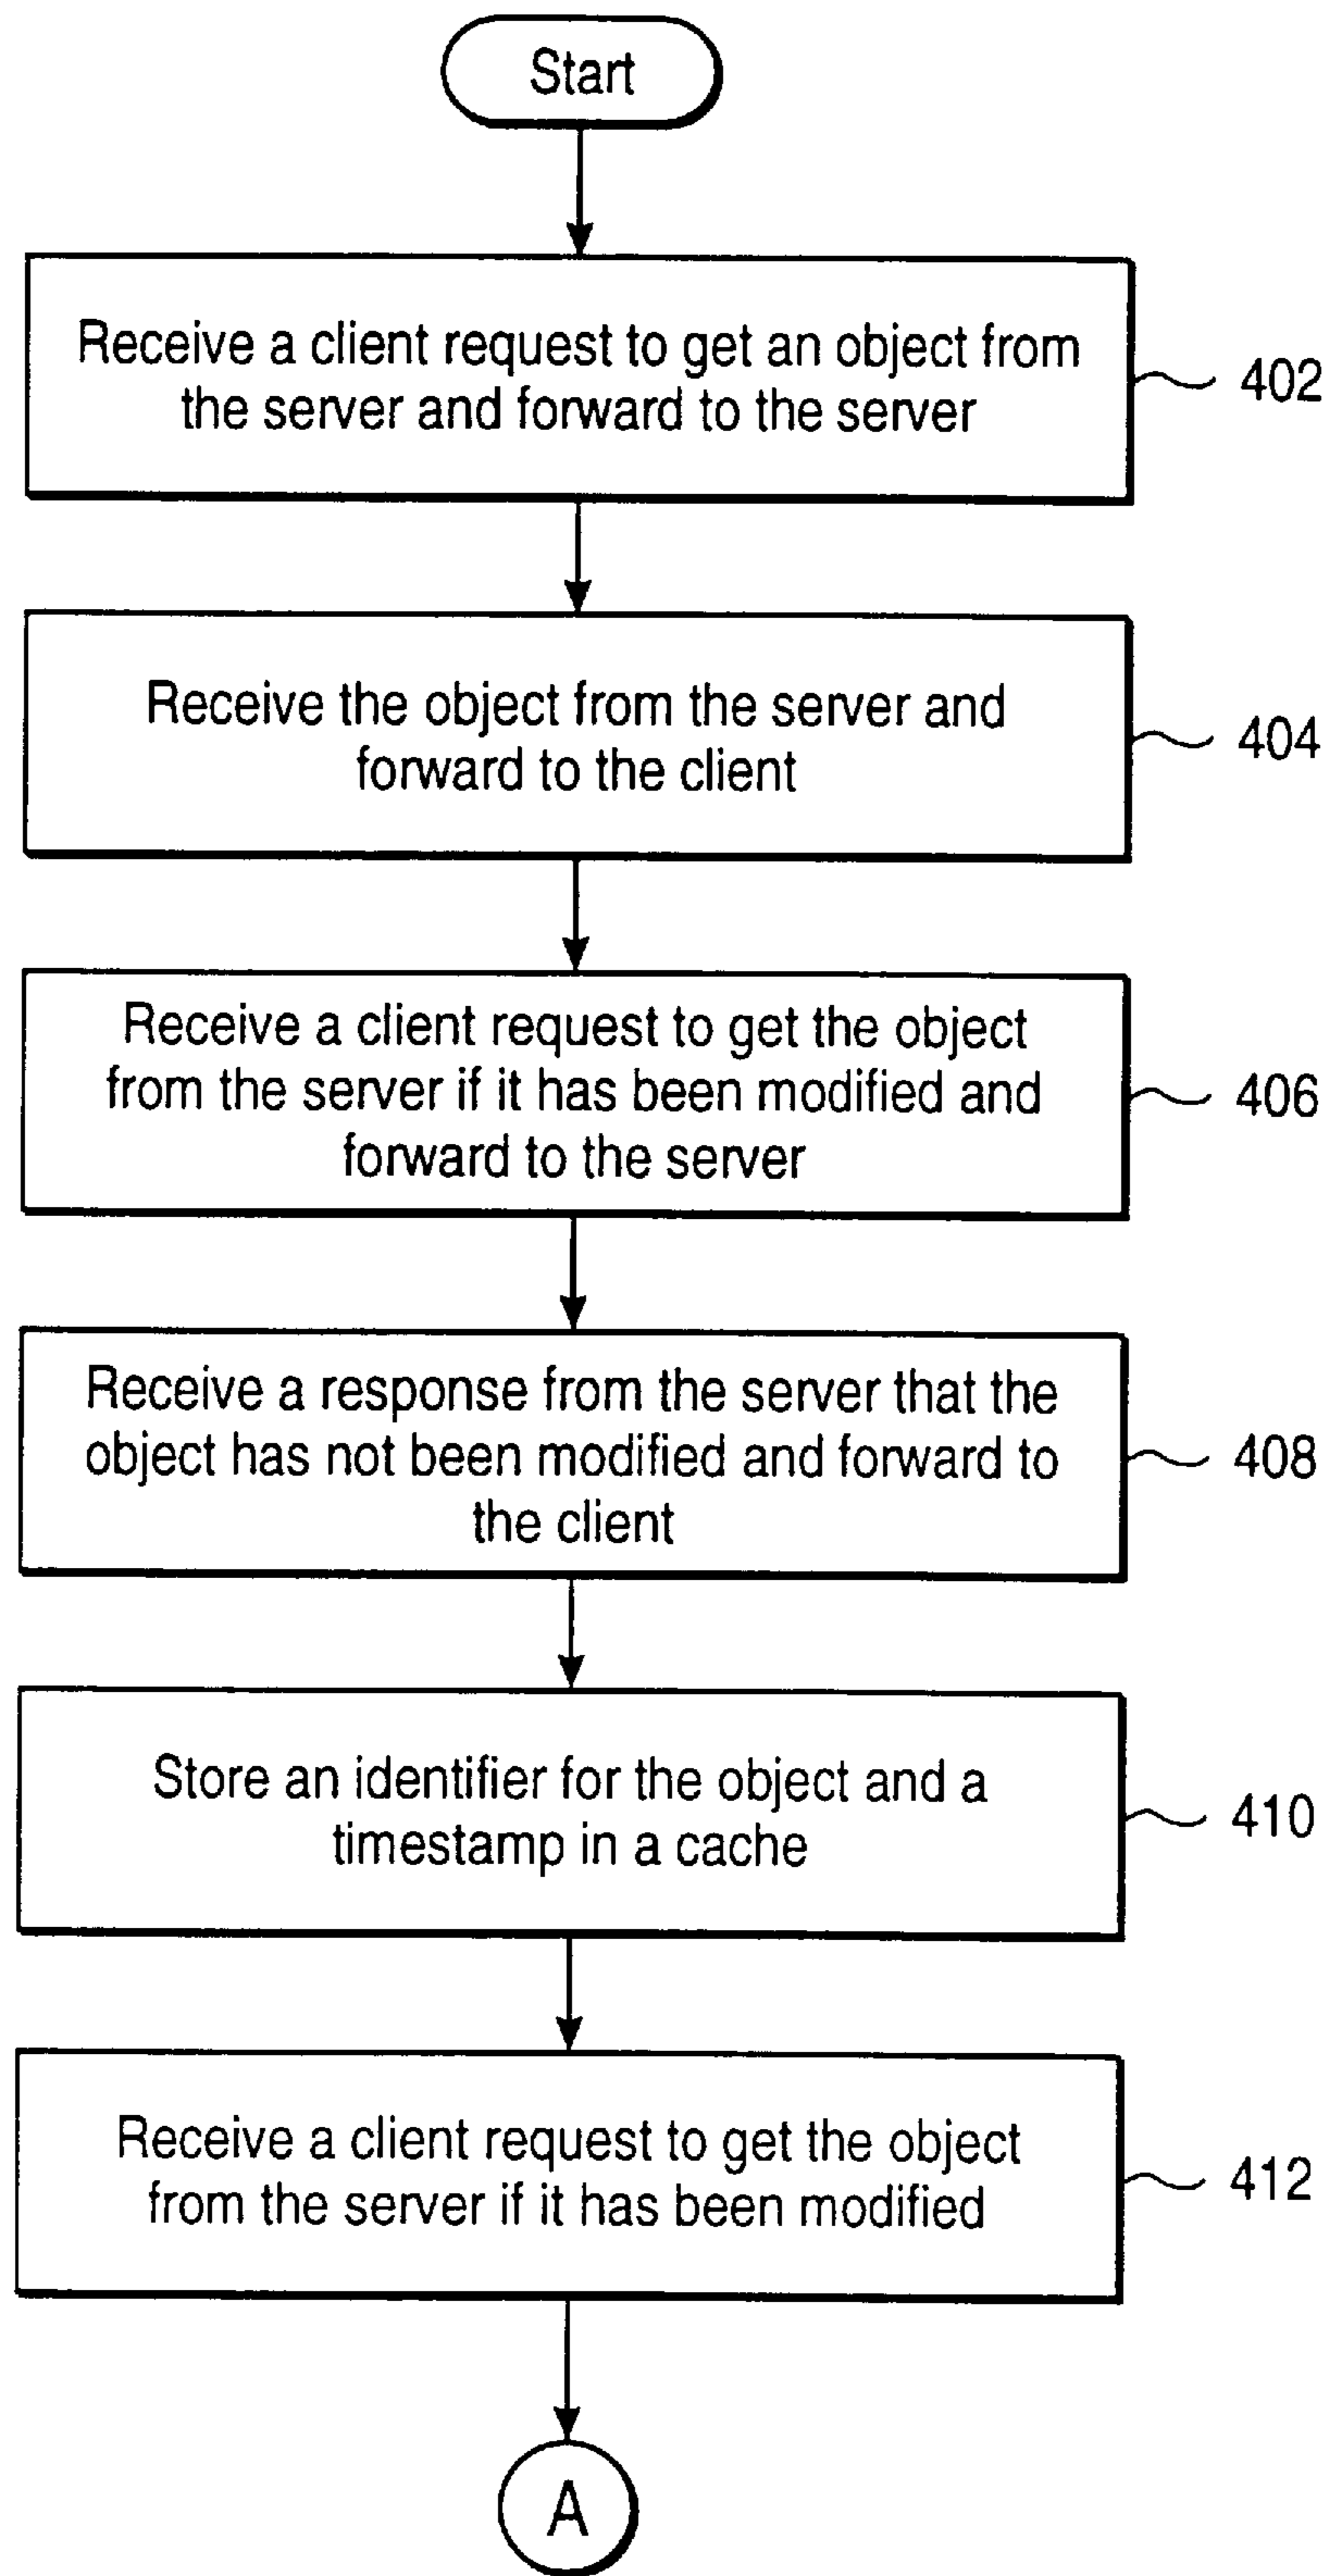 Start
Receive a client request to get an object from
the server and forward to the server
402
Receive the object from the server and
forward to the client
404
Receive a client request to get the object
from the server if it has been modified and
forward to the server
406
Receive a response from the server that the
object has not been modified and forward to
the client
408
Store an identifier for the object and a
timestamp in a cache
410
Receive a client request to get the object
from the server if it has been modified
412
A